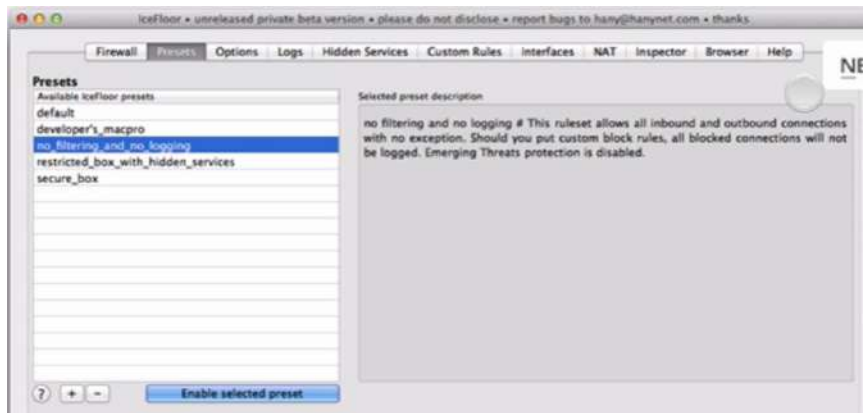 IceFloor • unreleased private beta version • please do not disclose • report bugs to hany@hanynet.com • thanks
Firewall Presets Options Logs Hidden Services Custom Rules Interfaces NAT Inspector Browser Help
NE
Presets
Available IceFloor presets
default
developer's_macpro
no_filtering_and_no_logging
restricted_box_with_hidden_services
secure_box
Selected preset description
no filtering and no logging # This ruleset allows all inbound and outbound connections
with no exception. Should you put custom block rules, all blocked connections will not
be logged. Emerging Threats protection is disabled.
? + -
Enable selected preset